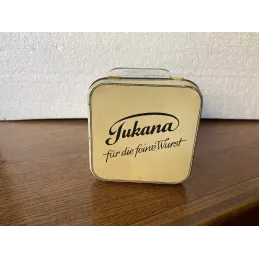 Tukana
-für die feine Wurst-